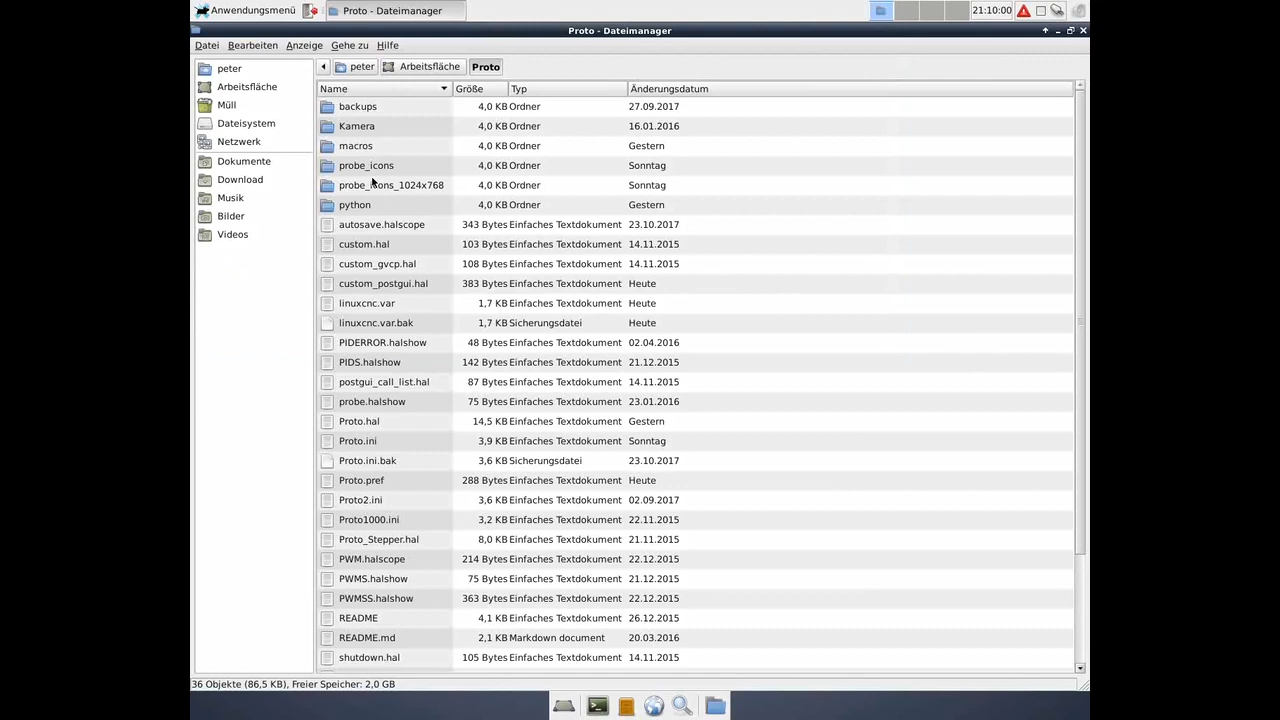 Anwendungsmenü Proto - Dateimanager 21:10:00
Proto - Dateimanager
Datei Bearbeiten Anzeige Gehe zu Hilfe
peter
Arbeitsfläche
Müll
Dateisystem
Netzwerk
Dokumente
Download
Musik
Bilder
Videos
peter Arbeitsfläche Proto
Name Größe Typ Änderungsdatum
backups 4,0 KB Ordner 27.09.2017
Kamera 4,0 KB Ordner 16.01.2016
macros 4,0 KB Ordner Gestern
probe_icons 4,0 KB Ordner Sonntag
probe_icons_1024x768 4,0 KB Ordner Sonntag
python 4,0 KB Ordner Gestern
autosave.halscope 343 Bytes Einfaches Textdokument 23.10.2017
custom.hal 103 Bytes Einfaches Textdokument 14.11.2015
custom_gvcp.hal 108 Bytes Einfaches Textdokument 14.11.2015
custom_postgui.hal 383 Bytes Einfaches Textdokument Heute
linuxcnc.var 1,7 KB Einfaches Textdokument Heute
linuxcnc.var.bak 1,7 KB Sicherungsdatei Heute
PIDERROR.halshow 48 Bytes Einfaches Textdokument 02.04.2016
PIDS.halshow 142 Bytes Einfaches Textdokument 21.12.2015
postgui_call_list.hal 87 Bytes Einfaches Textdokument 14.11.2015
probe.halshow 75 Bytes Einfaches Textdokument 23.01.2016
Proto.hal 14,5 KB Einfaches Textdokument Gestern
Proto.ini 3,9 KB Einfaches Textdokument Sonntag
Proto.ini.bak 3,6 KB Sicherungsdatei 23.10.2017
Proto.pref 288 Bytes Einfaches Textdokument Heute
Proto2.ini 3,6 KB Einfaches Textdokument 02.09.2017
Proto1000.ini 3,2 KB Einfaches Textdokument 22.11.2015
Proto_Stepper.hal 8,0 KB Einfaches Textdokument 21.11.2015
PWM.halscope 214 Bytes Einfaches Textdokument 22.12.2015
PWMS.halshow 75 Bytes Einfaches Textdokument 21.12.2015
PWMSS.halshow 363 Bytes Einfaches Textdokument 22.12.2015
README 4,1 KB Einfaches Textdokument 26.12.2015
README.md 2,1 KB Markdown document 20.03.2016
shutdown.hal 105 Bytes Einfaches Textdokument 14.11.2015
36 Objekte (86,5 KB), Freier Speicher: 2,0 GB